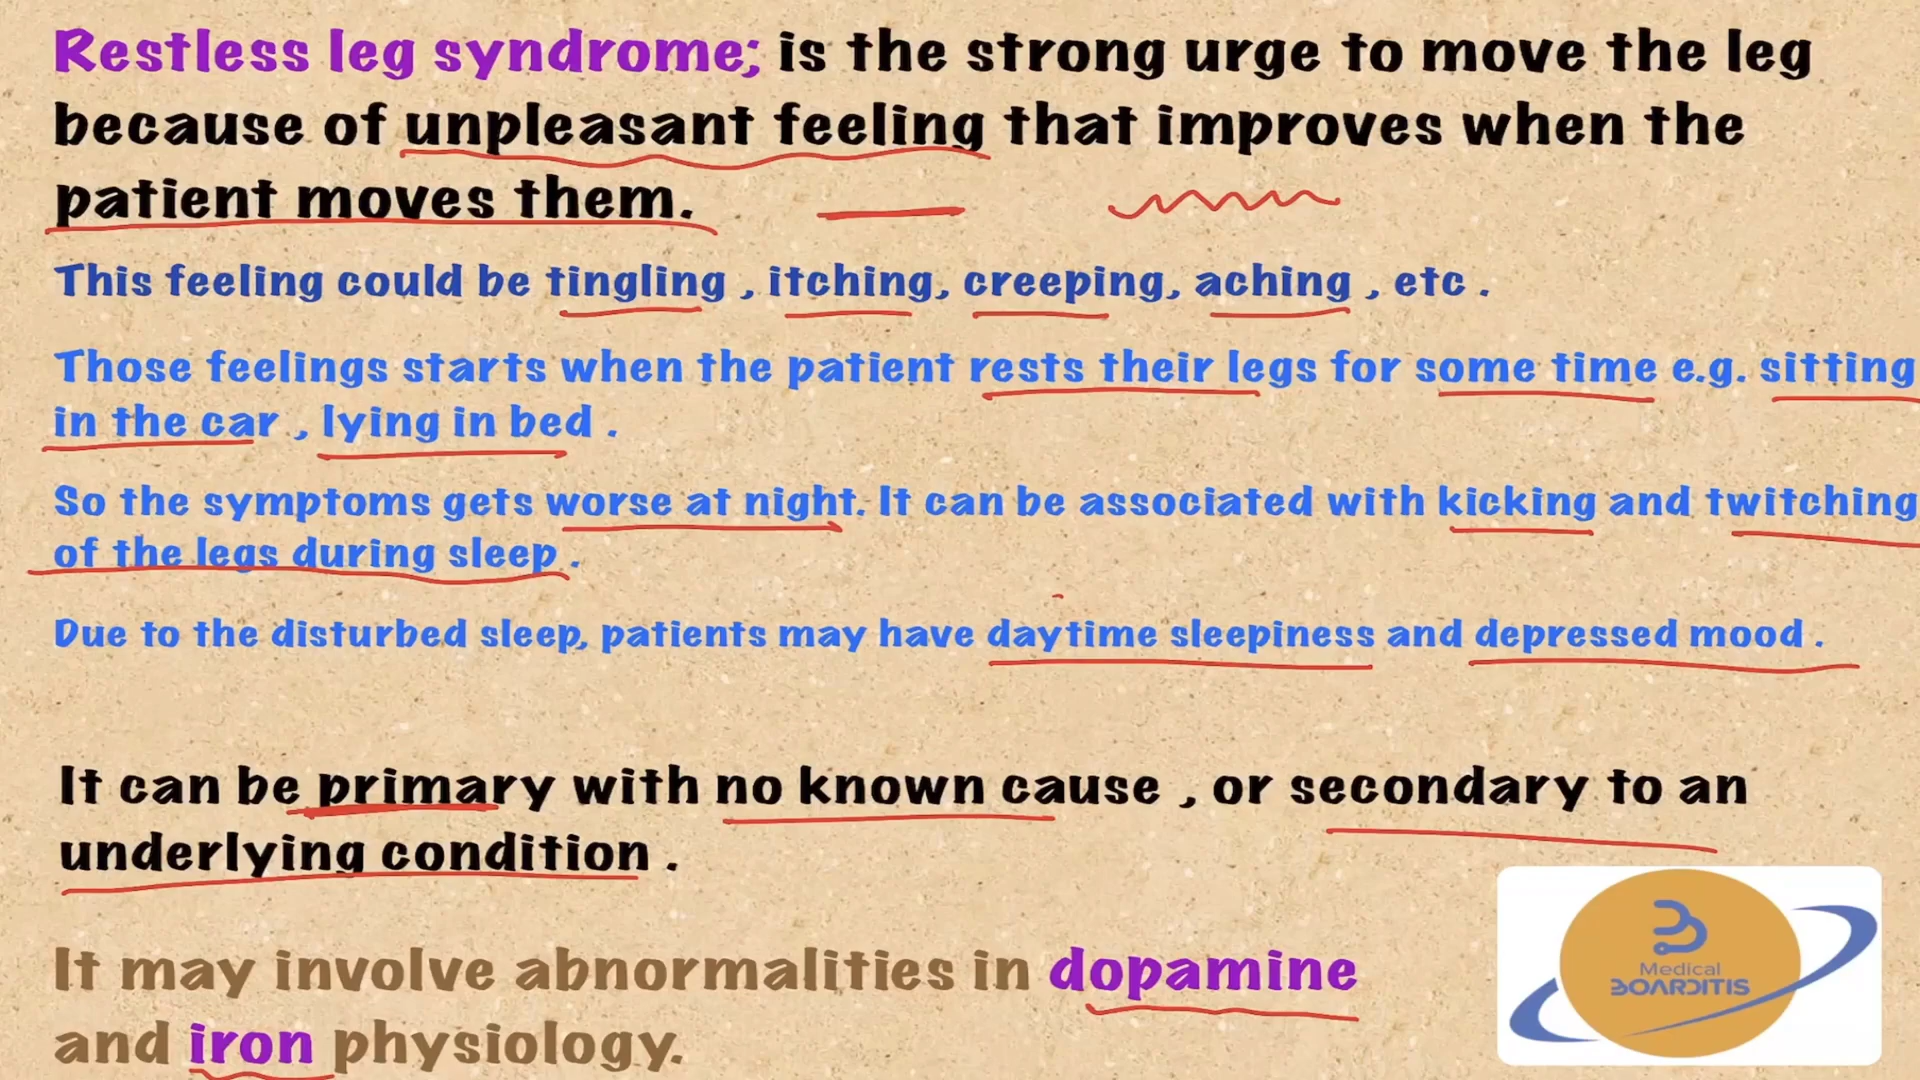 Restless leg syndrome; is the strong urge to move the leg
because of unpleasant feeling that improves when the
patient moves them.
This feeling could be tingling , itching, creeping, aching , etc .
Those feelings starts when the patient rests their legs for some time e.g. sitting
in the car , lying in bed .
So the symptoms gets worse at night. It can be associated with kicking and twitching
of the legs during sleep .
Due to the disturbed sleep, patients may have daytime sleepiness and depressed mood .
It can be primary with no known cause , or secondary to an
underlying condition .
It may involve abnormalities in dopamine
and iron physiology.
Medical
BOARDITIS